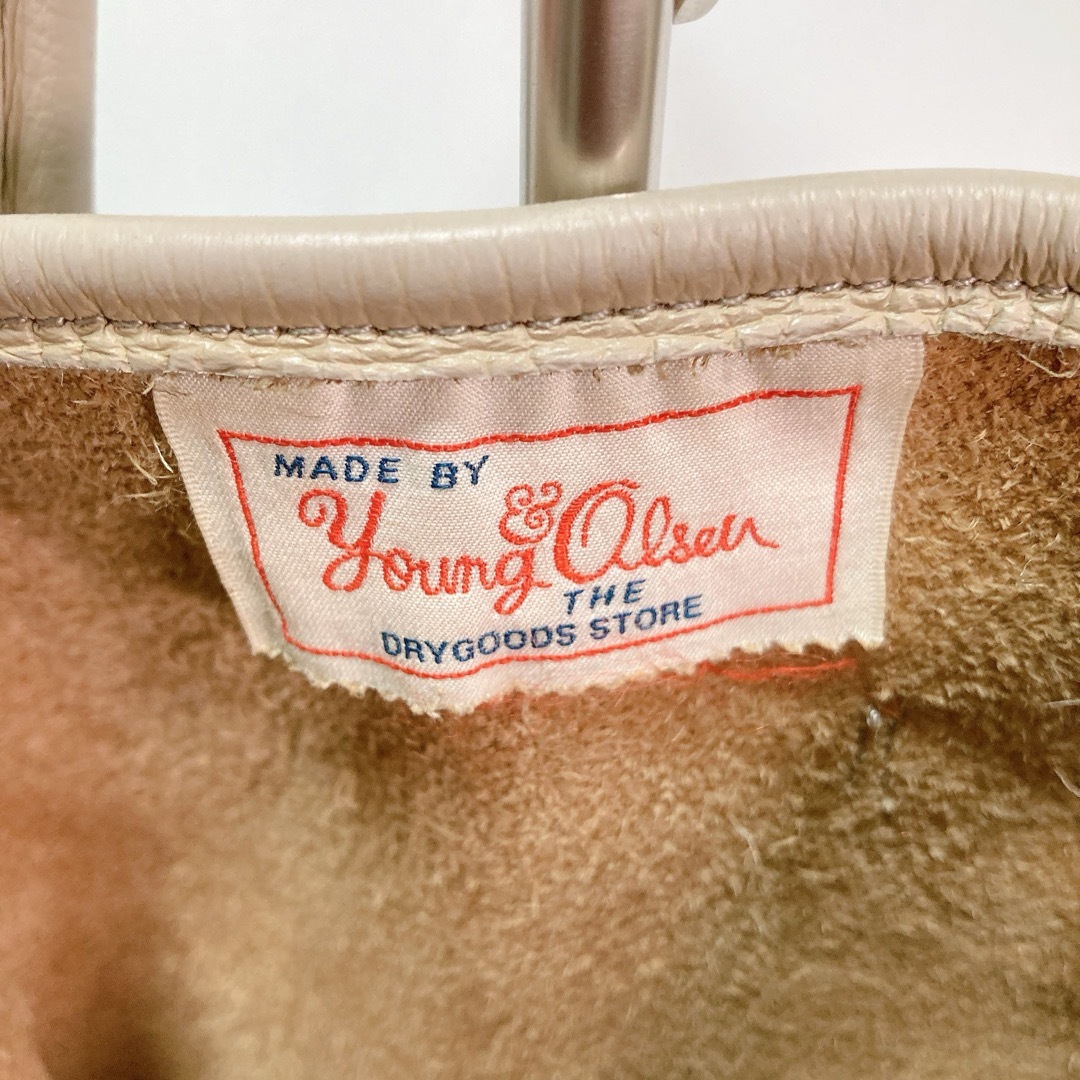 MADE BY
Young & Olsen
THE
DRYGOODS STORE